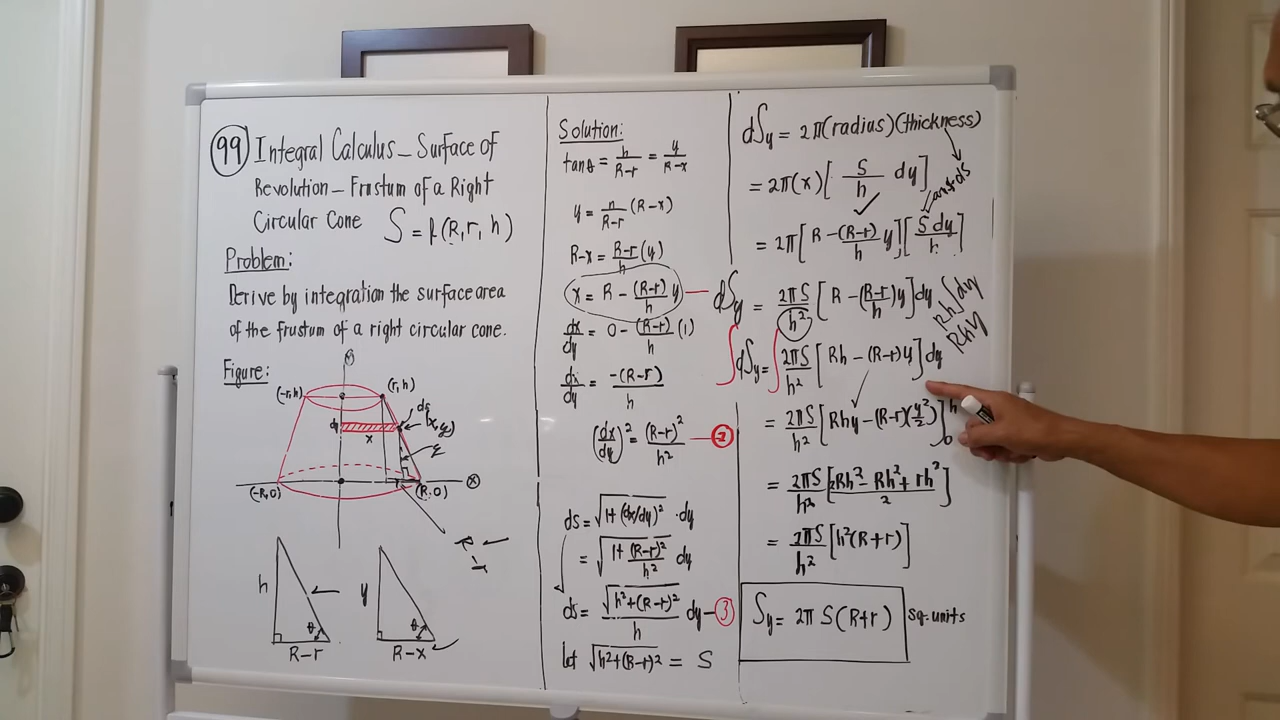 99 Integral Calculus – Surface of
Revolution – Frustum of a Right
Circular Cone S = f(R, r, h)
Problem:
Derive by integration the surface area
of the frustum of a right circular cone.
Figure:
Y
(-r, h) (r, h)
ds
(x, y)
x
(-R, 0) (R, 0) X
h θ R-r
y θ R-x
Solution:
tanθ = h/(R-r) = y/(R-x)
y = h/(R-r) (R-x)
R-x = (R-r)/h (y)
x = R - (R-r)/h y
dx/dy = 0 - (R-r)/h (1)
dx/dy = -(R-r)/h
(dx/dy)² = (R-r)²/h² — 2
ds = √(1+(dx/dy)²) · dy
= √(1 + (R-r)²/h²) dy
ds = √(h²+(R-r)²)/h dy — 3
let √(h²+(R-r)²) = S
dSy = 2π(radius)(thickness)
= 2π(x)[S/h dy]
= 2π[R - (R-r)/h y][S dy/h]
dSy = 2πS/h² [R - (R-r)/h y]dy
∫dSy = ∫ 2πS/h² [Rh - (R-r)y]dy
Rh∫dy
Rhy
= 2πS/h² [Rhy - (R-r)(y²/2)]₀ʰ
= 2πS/h² [(2Rh² - Rh² + rh²)/2]
= 2πS/h² [h²(R+r)]
Sy = 2π S(R+r) sq. units